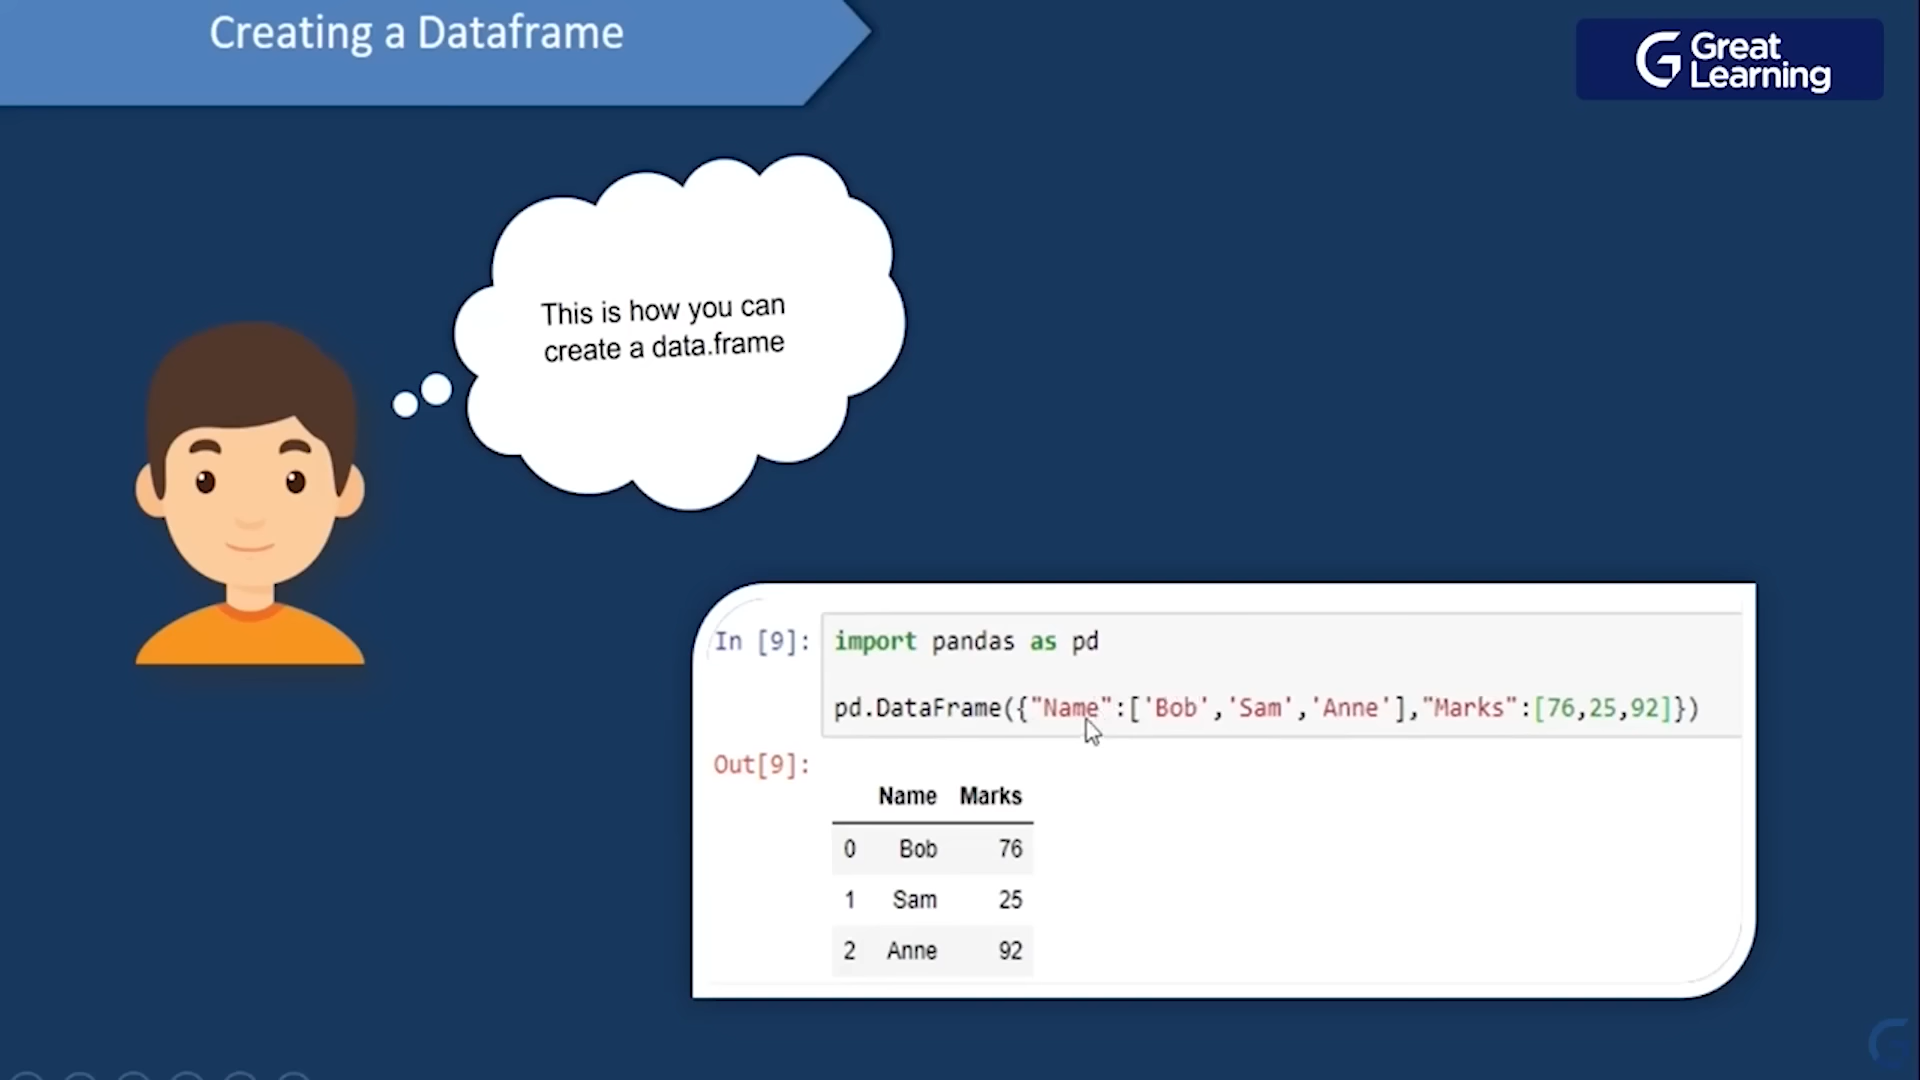 Creating a Dataframe
Great
Learning
This is how you can
create a data.frame
In [9]: import pandas as pd
pd.DataFrame({"Name":['Bob','Sam','Anne'],"Marks":[76,25,92]})
Out[9]:
Name Marks
0 Bob 76
1 Sam 25
2 Anne 92